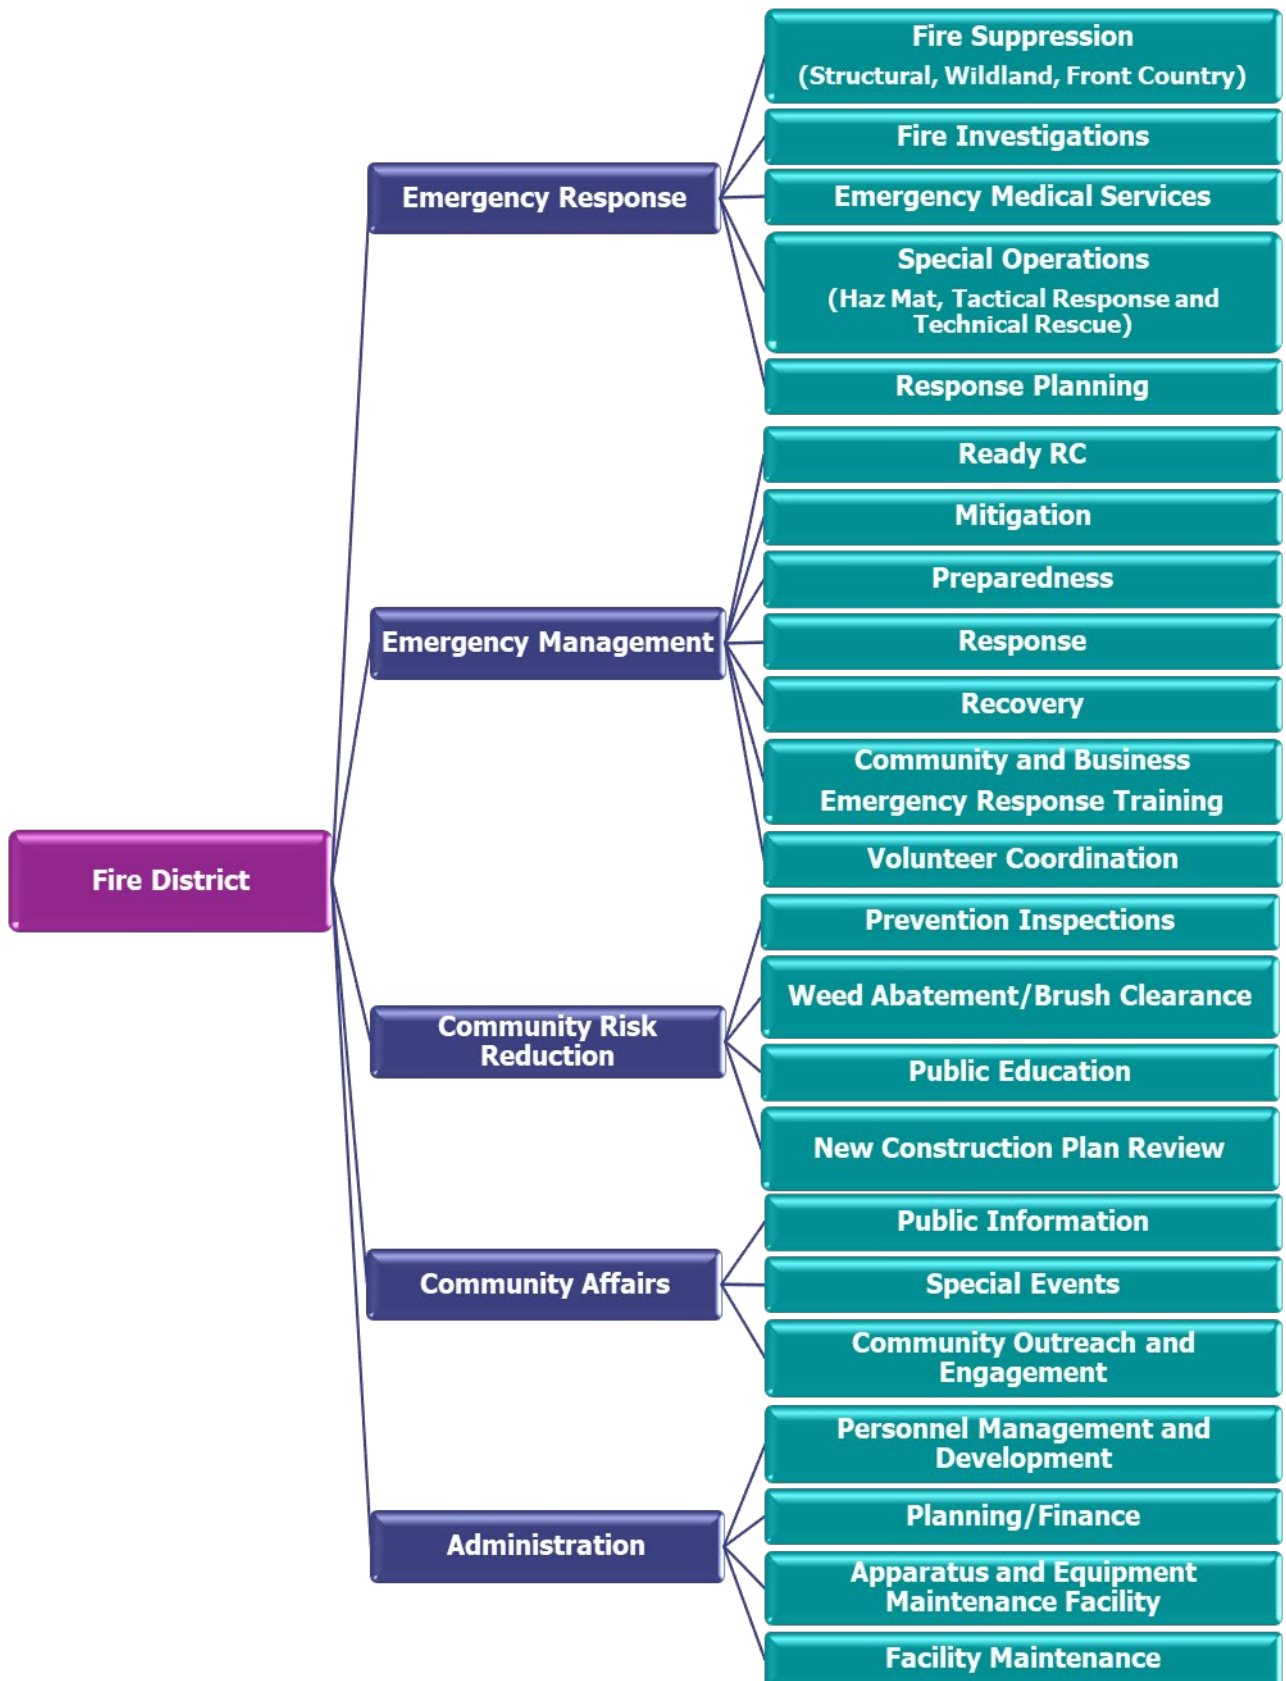 Fire Suppression
(Structural, Wildland, Front Country)
Fire Investigations
Emergency Response
Emergency Medical Services
Special Operations
(Haz Mat, Tactical Response and
Technical Rescue)
Response Planning
Ready RC
Mitigation
Preparedness
Emergency Management
Response
Recovery
Community and Business
Emergency Response Training
Volunteer Coordination
Fire District
Prevention Inspections
Weed Abatement/Brush Clearance
Community Risk
Reduction
Public Education
New Construction Plan Review
Public Information
Community Affairs
Special Events
Community Outreach and
Engagement
Personnel Management and
Development
Planning/Finance
Administration
Apparatus and Equipment
Maintenance Facility
Facility Maintenance